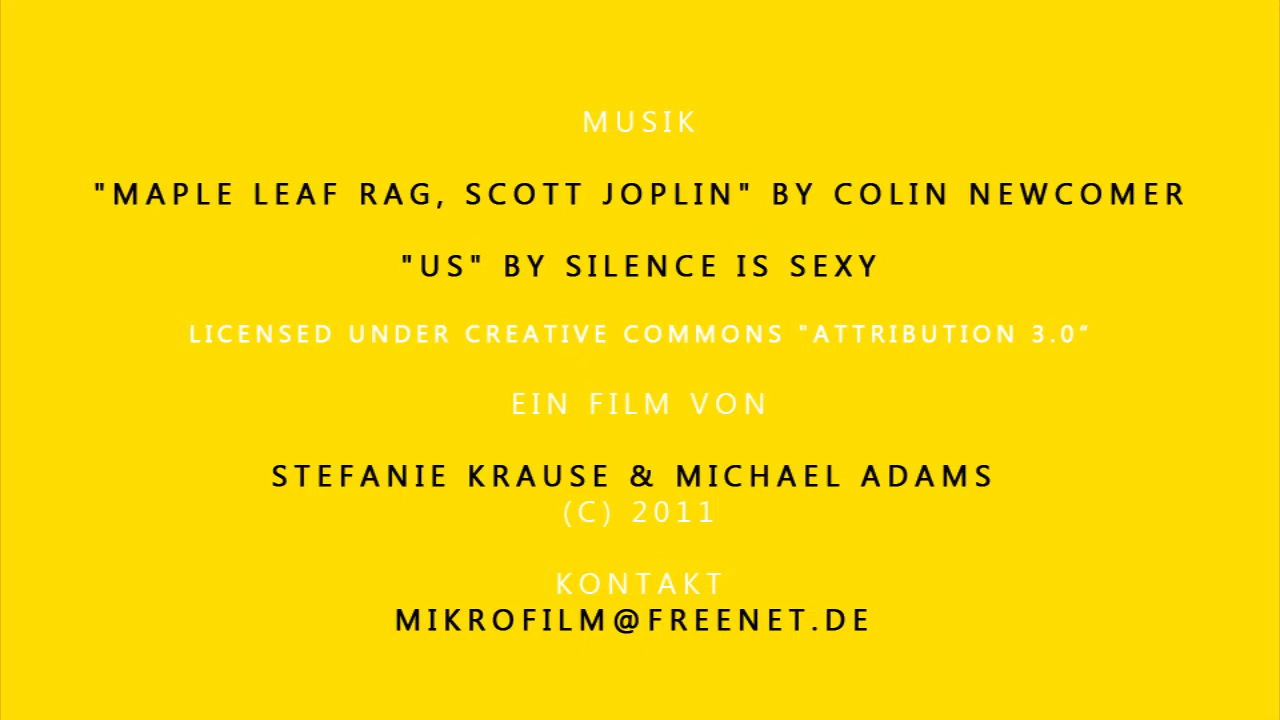 MUSIK
"MAPLE LEAF RAG, SCOTT JOPLIN" BY COLIN NEWCOMER
"US" BY SILENCE IS SEXY
LICENSED UNDER CREATIVE COMMONS "ATTRIBUTION 3.0“
EIN FILM VON
STEFANIE KRAUSE & MICHAEL ADAMS
(C) 2011
KONTAKT
MIKROFILM@FREENET.DE